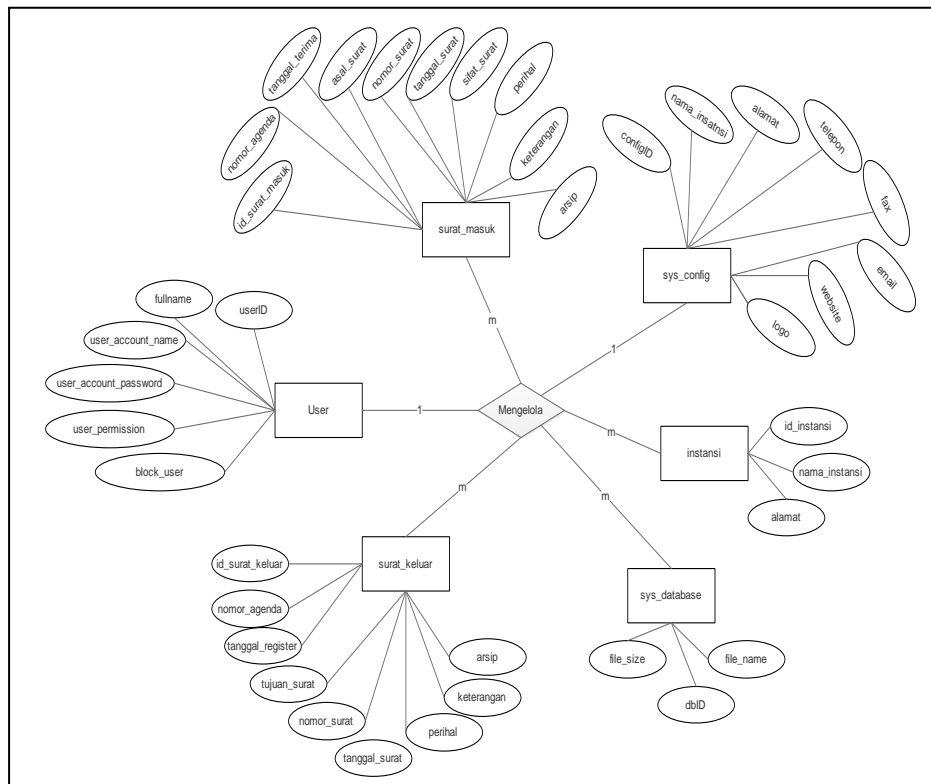 tanggal_terima
asal_surat
nomor_surat
tanggal_surat
sifat_surat
perihal
nomor_agenda
keterangan
id_surat_masuk
arsip
surat_masuk
nama_insatnsi
alamat
configID
telepon
fax
sys_config
email
website
logo
m
1
fullname
userID
user_account_name
user_account_password
user_permission
block_user
User
1
Mengelola
m
instansi
id_instansi
nama_instansi
alamat
m
m
id_surat_keluar
surat_keluar
nomor_agenda
tanggal_register
tujuan_surat
nomor_surat
tanggal_surat
perihal
keterangan
arsip
sys_database
file_size
file_name
dbID